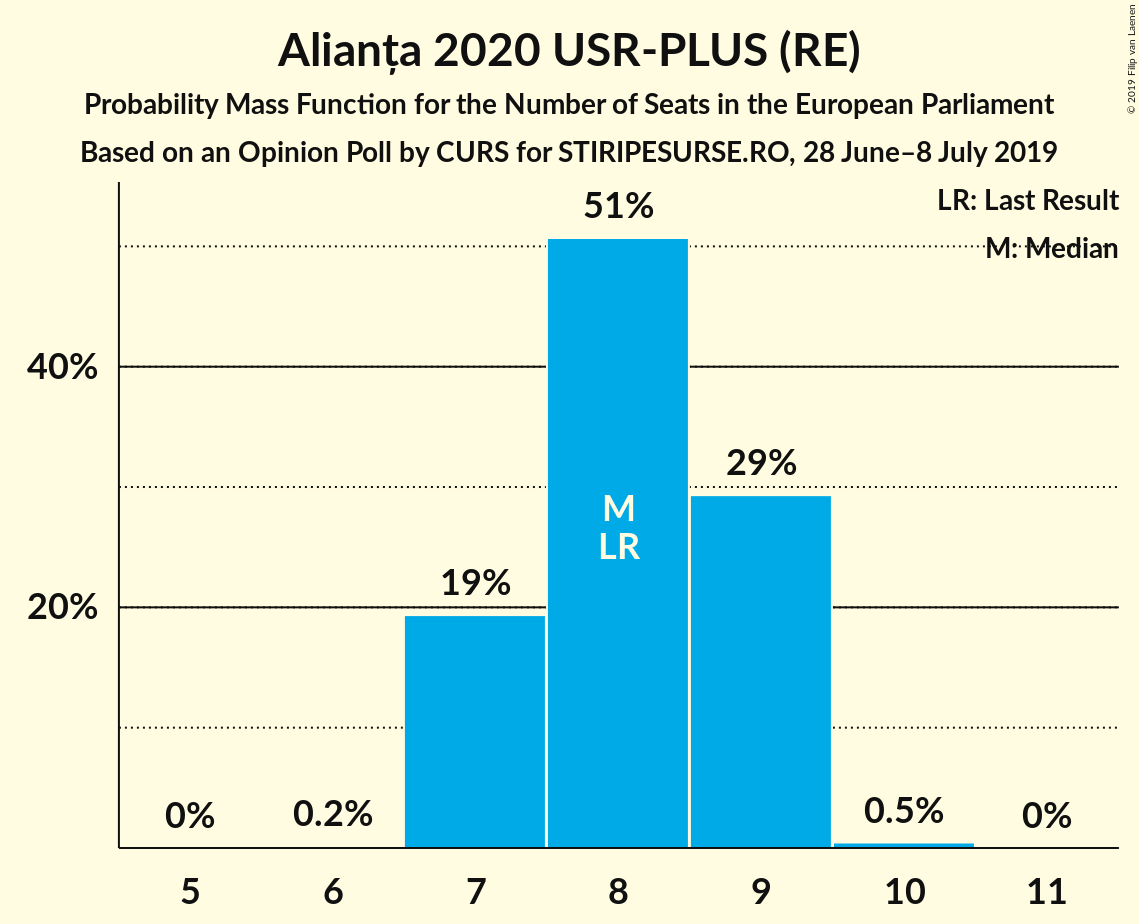 Alianța 2020 USR-PLUS (RE)
Probability Mass Function for the Number of Seats in the European Parliament
Based on an Opinion Poll by CURS for STIRIPESURSE.RO, 28 June–8 July 2019
© 2019 Filip van Laenen
LR: Last Result
M: Median
51%
40%
29%
M
LR
19%
20%
0%
0.2%
0.5%
0%
5
6
7
8
9
10
11